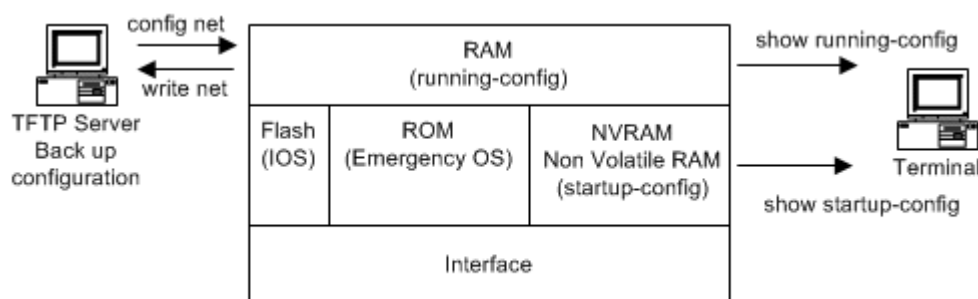 config net
write net
TFTP Server
Back up
configuration
RAM
(running-config)
Flash
(IOS)
ROM
(Emergency OS)
NVRAM
Non Volatile RAM
(startup-config)
Interface
show running-config
Terminal
show startup-config